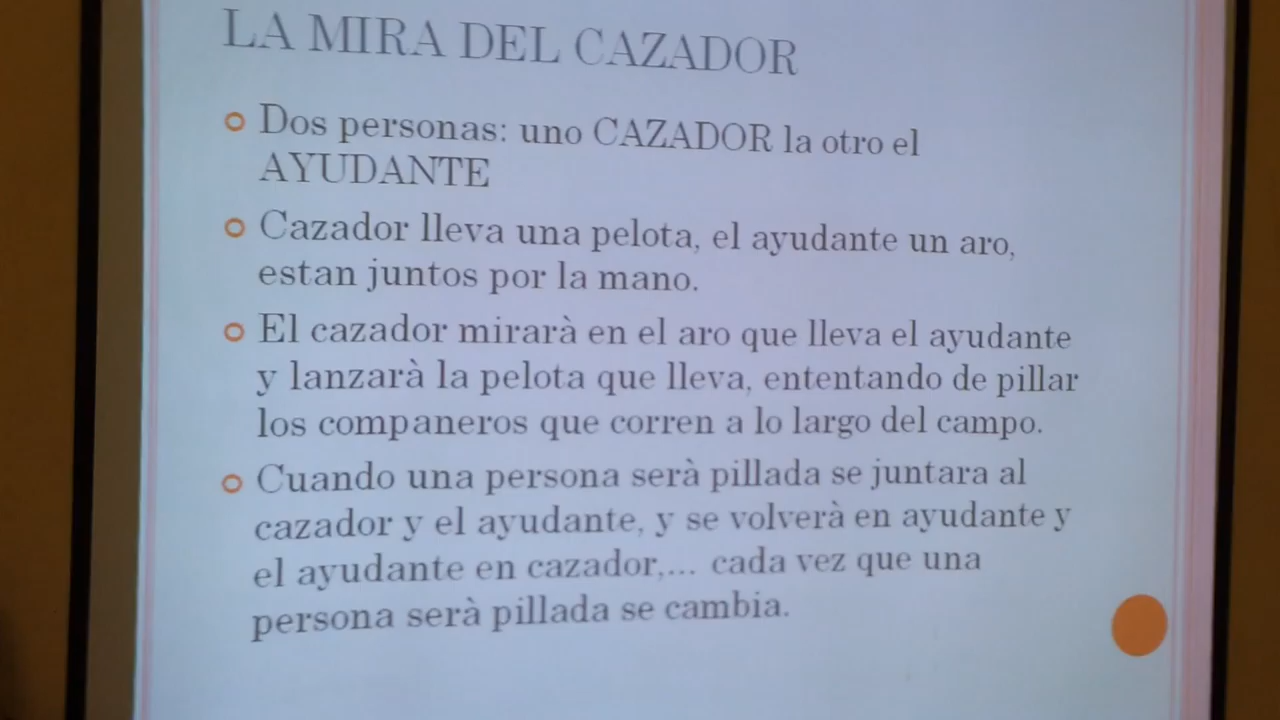 LA MIRA DEL CAZADOR
Dos personas: uno CAZADOR la otro el
AYUDANTE
Cazador lleva una pelota, el ayudante un aro,
estan juntos por la mano.
El cazador mirarà en el aro que lleva el ayudante
y lanzarà la pelota que lleva, ententando de pillar
los companeros que corren a lo largo del campo.
Cuando una persona serà pillada se juntara al
cazador y el ayudante, y se volverà en ayudante y
el ayudante en cazador,... cada vez que una
persona serà pillada se cambia.